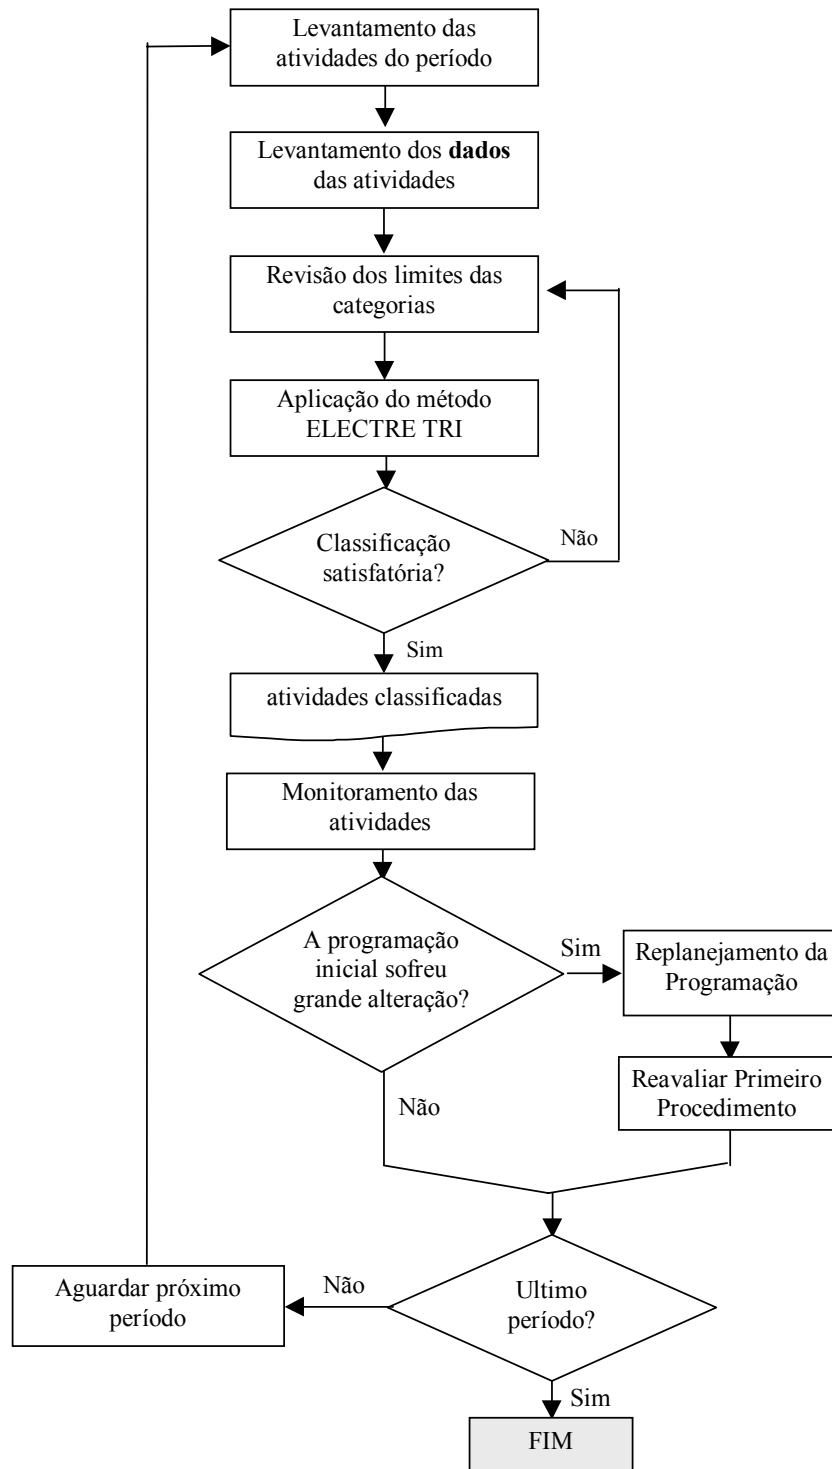 Levantamento das
atividades do período
Levantamento dos dados
das atividades
Revisão dos limites das
categorias
Aplicação do método
ELECTRE TRI
Classificação
satisfatória?
Não
Sim
atividades classificadas
Monitoramento das
atividades
A programação
inicial sofreu
grande alteração?
Sim
Replanejamento da
Programação
Reavaliar Primeiro
Procedimento
Não
Ultimo
período?
Não
Aguardar próximo
período
Sim
FIM